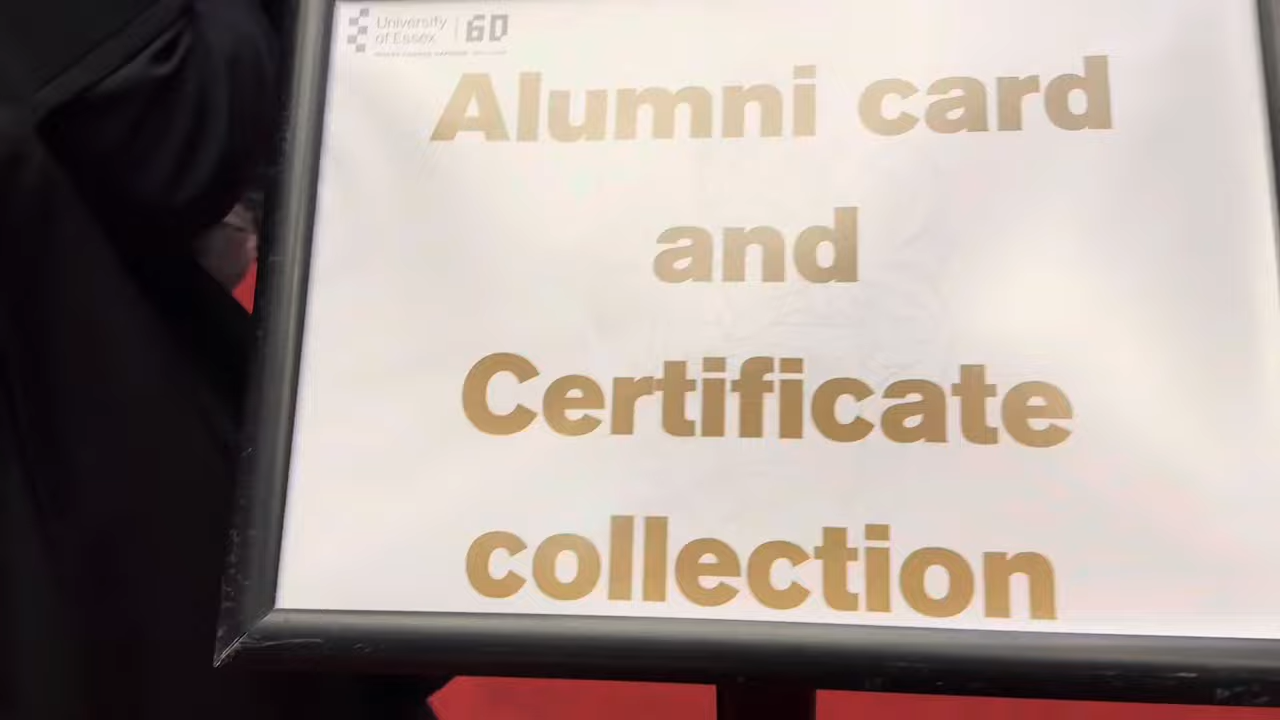 University
of Essex
60
Alumni card
and
Certificate
collection